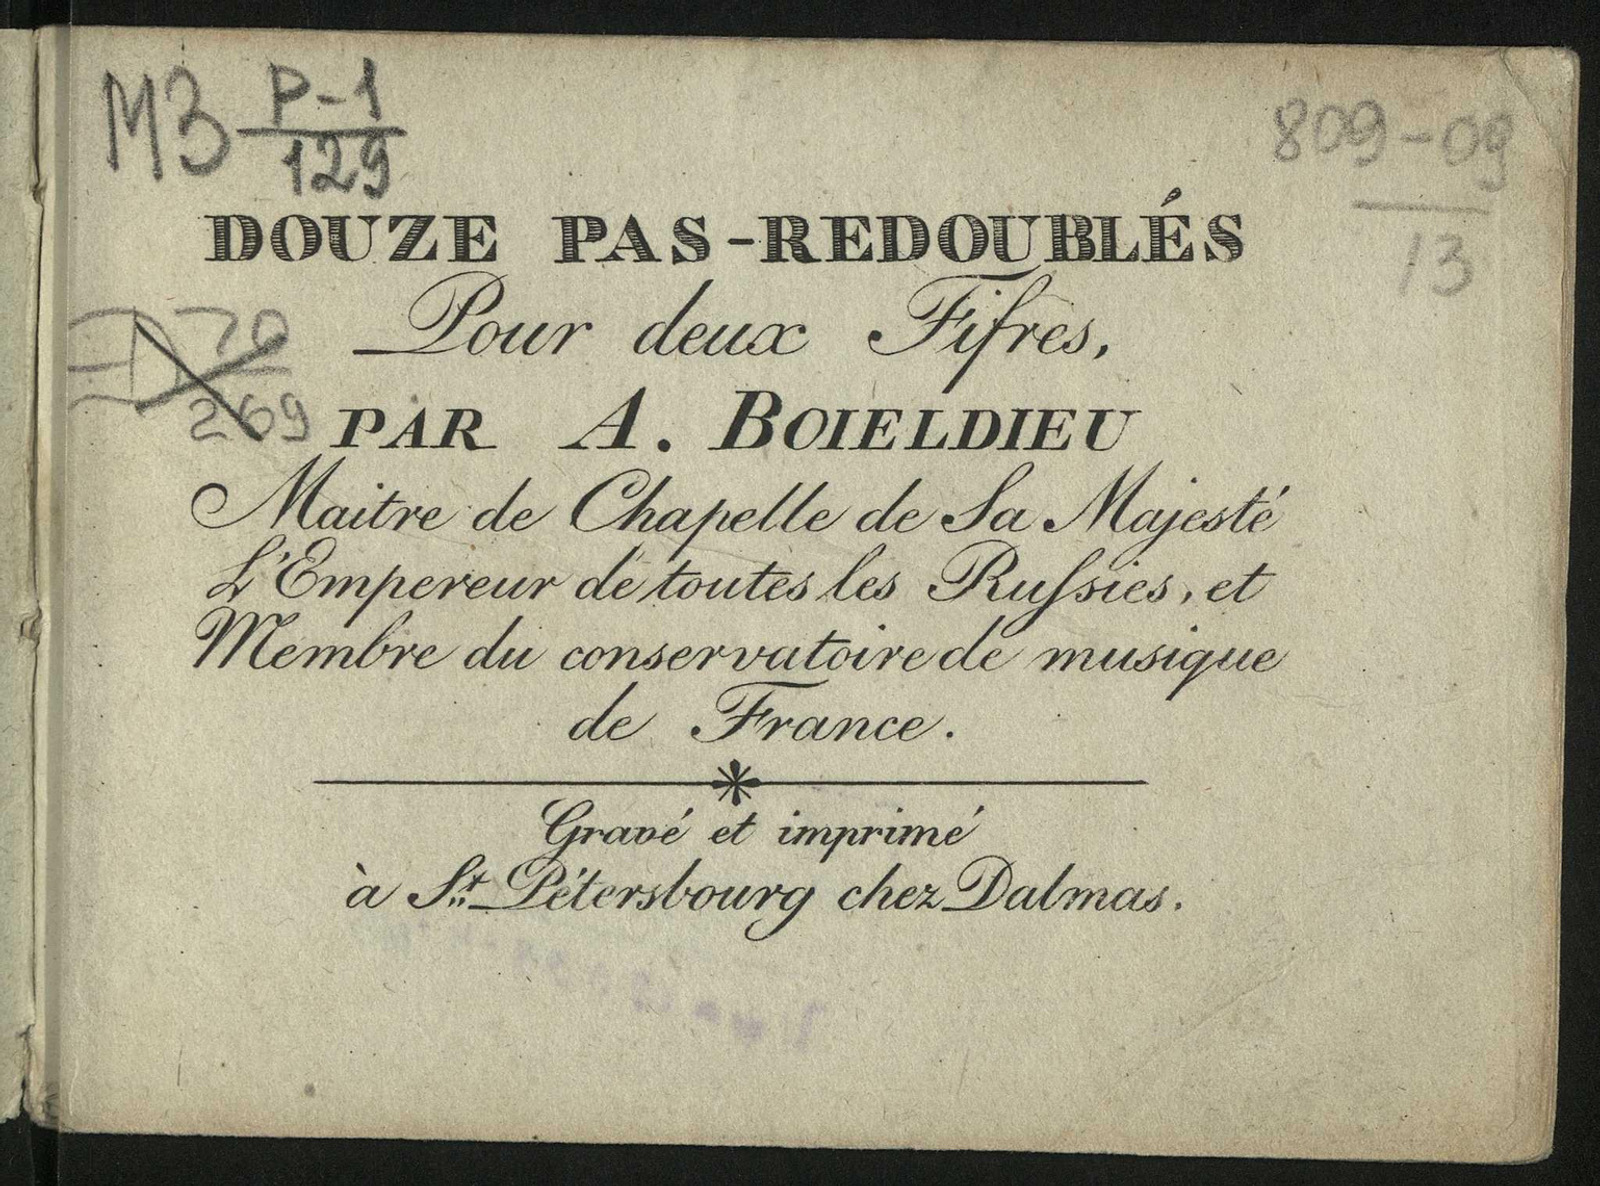 МЗ Р-1
129
809-09
13
DOUZE PAS-REDOUBLÉS
Pour deux Fifres,
70
269
PAR A. BOIELDIEU
Maitre de Chapelle de Sa Majesté
L'Empereur de toutes les Ruſsies, et
Membre du conservatoire de musique
de France.
Gravé et imprimé
à St. Pétersbourg chez Dalmas.